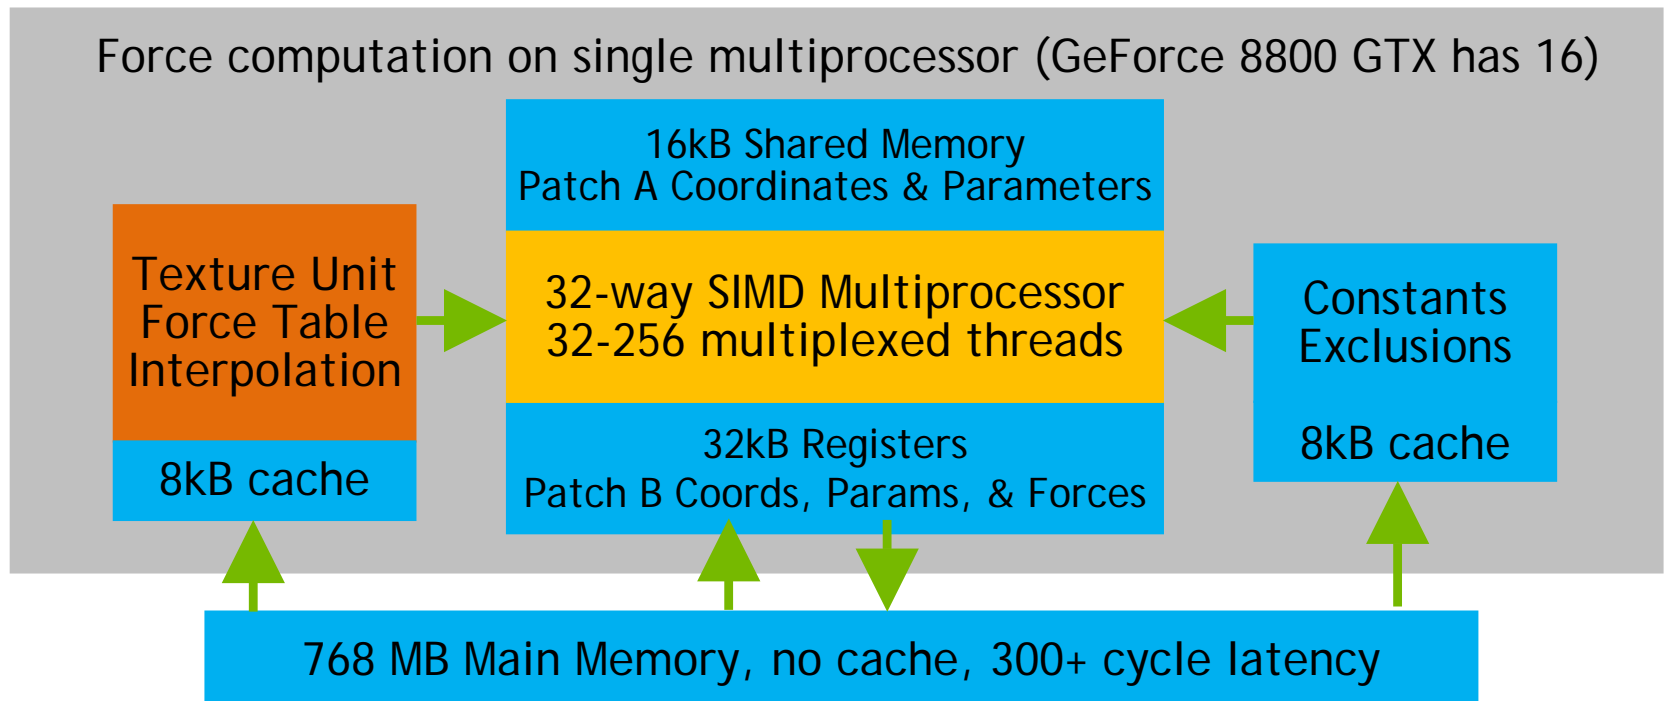 Force computation on single multiprocessor (GeForce 8800 GTX has 16)
16kB Shared Memory
Patch A Coordinates & Parameters
Texture Unit
Force Table
Interpolation
8kB cache
32-way SIMD Multiprocessor
32-256 multiplexed threads
32kB Registers
Patch B Coords, Params, & Forces
Constants
Exclusions
8kB cache
768 MB Main Memory, no cache, 300+ cycle latency